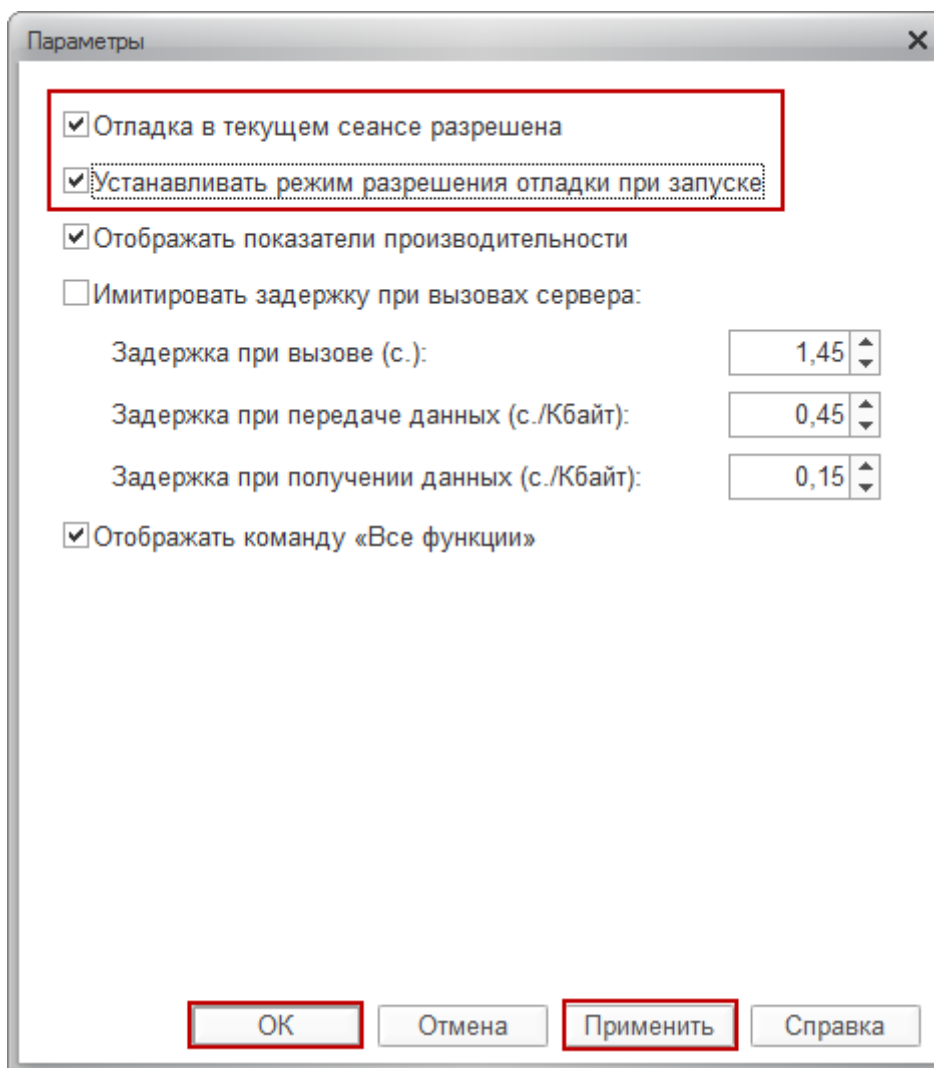 Параметры
Отладка в текущем сеансе разрешена
Устанавливать режим разрешения отладки при запуске
Отображать показатели производительности
Имитировать задержку при вызовах сервера:
Задержка при вызове (с.): 1,45
Задержка при передаче данных (с./Кбайт): 0,45
Задержка при получении данных (с./Кбайт): 0,15
Отображать команду «Все функции»
ОК Отмена Применить Справка